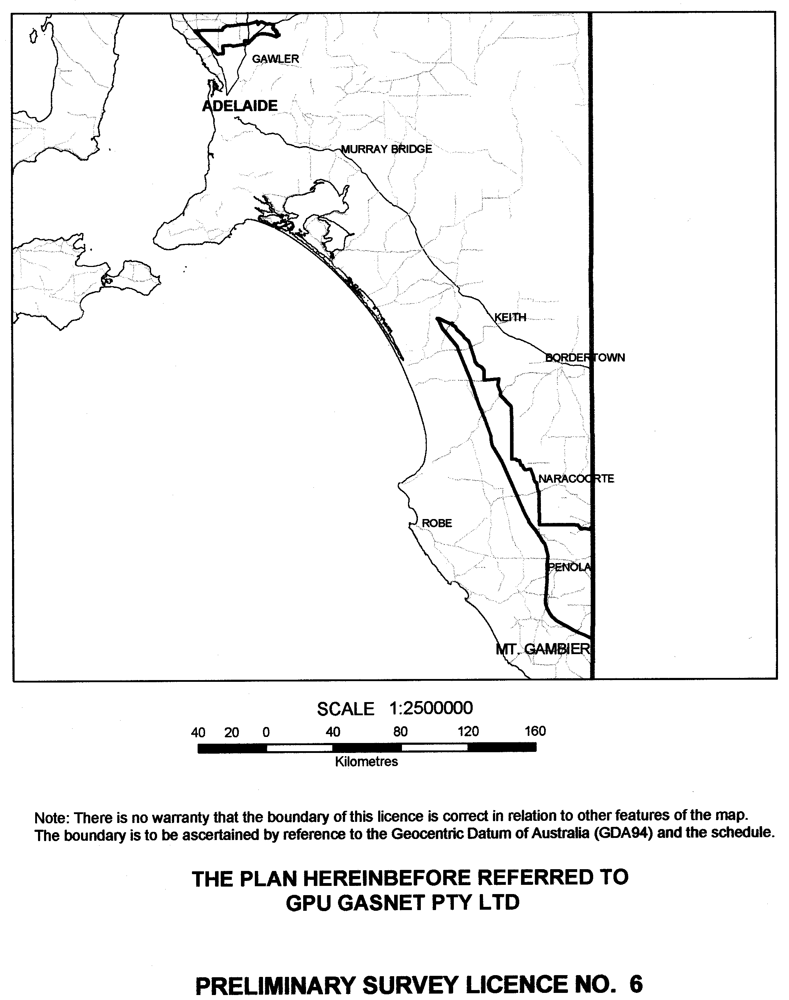 GAWLER
ADELAIDE
MURRAY BRIDGE
KEITH
BORDERTOWN
NARACOORTE
ROBE
PENOLA
MT. GAMBIER
SCALE 1:2500000
40 20 0 40 80 120 160
Kilometres
Note: There is no warranty that the boundary of this licence is correct in relation to other features of the map.
The boundary is to be ascertained by reference to the Geocentric Datum of Australia (GDA94) and the schedule.
THE PLAN HEREINBEFORE REFERRED TO
GPU GASNET PTY LTD
PRELIMINARY SURVEY LICENCE NO. 6